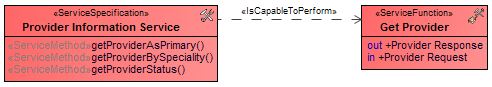 «ServiceSpecification»
Provider Information Service
«ServiceMethod»getProviderAsPrimary()
«ServiceMethod»getProviderBySpeciality()
«ServiceMethod»getProviderStatus()
«IsCapableToPerform»
«ServiceFunction»
Get Provider
out +Provider Response
in +Provider Request